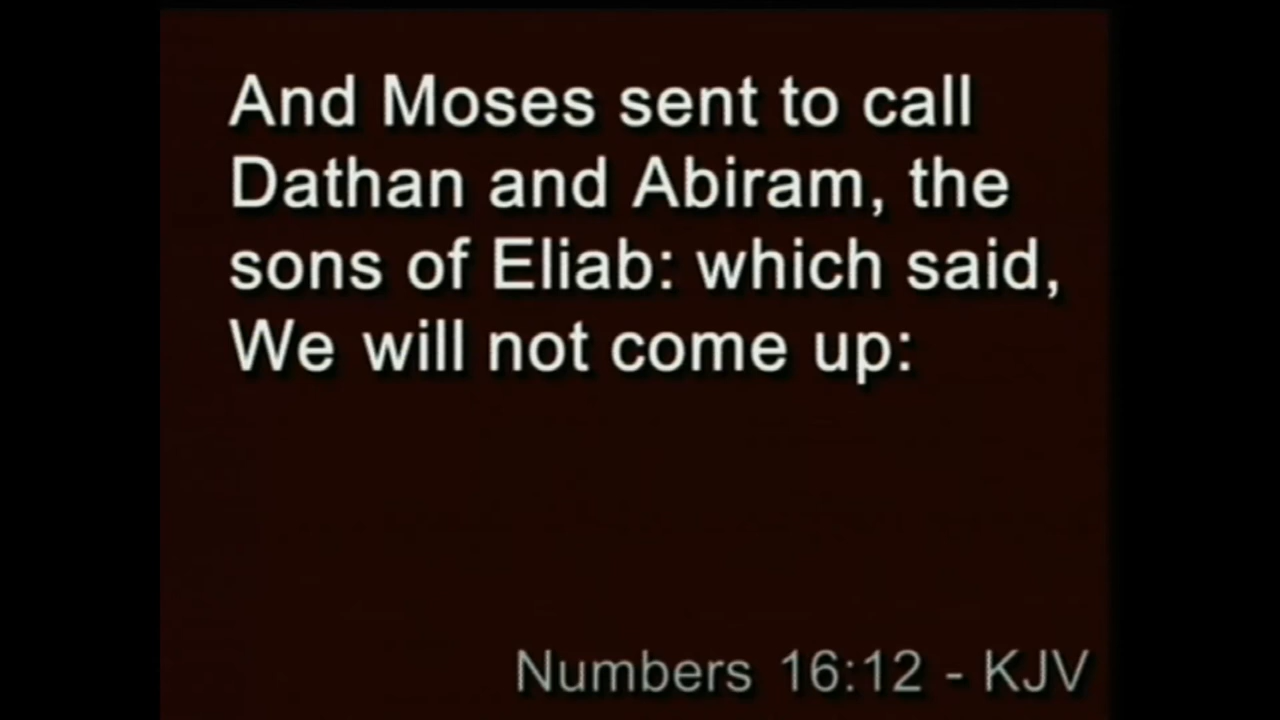 And Moses sent to call
Dathan and Abiram, the
sons of Eliab: which said,
We will not come up:
Numbers 16:12 - KJV